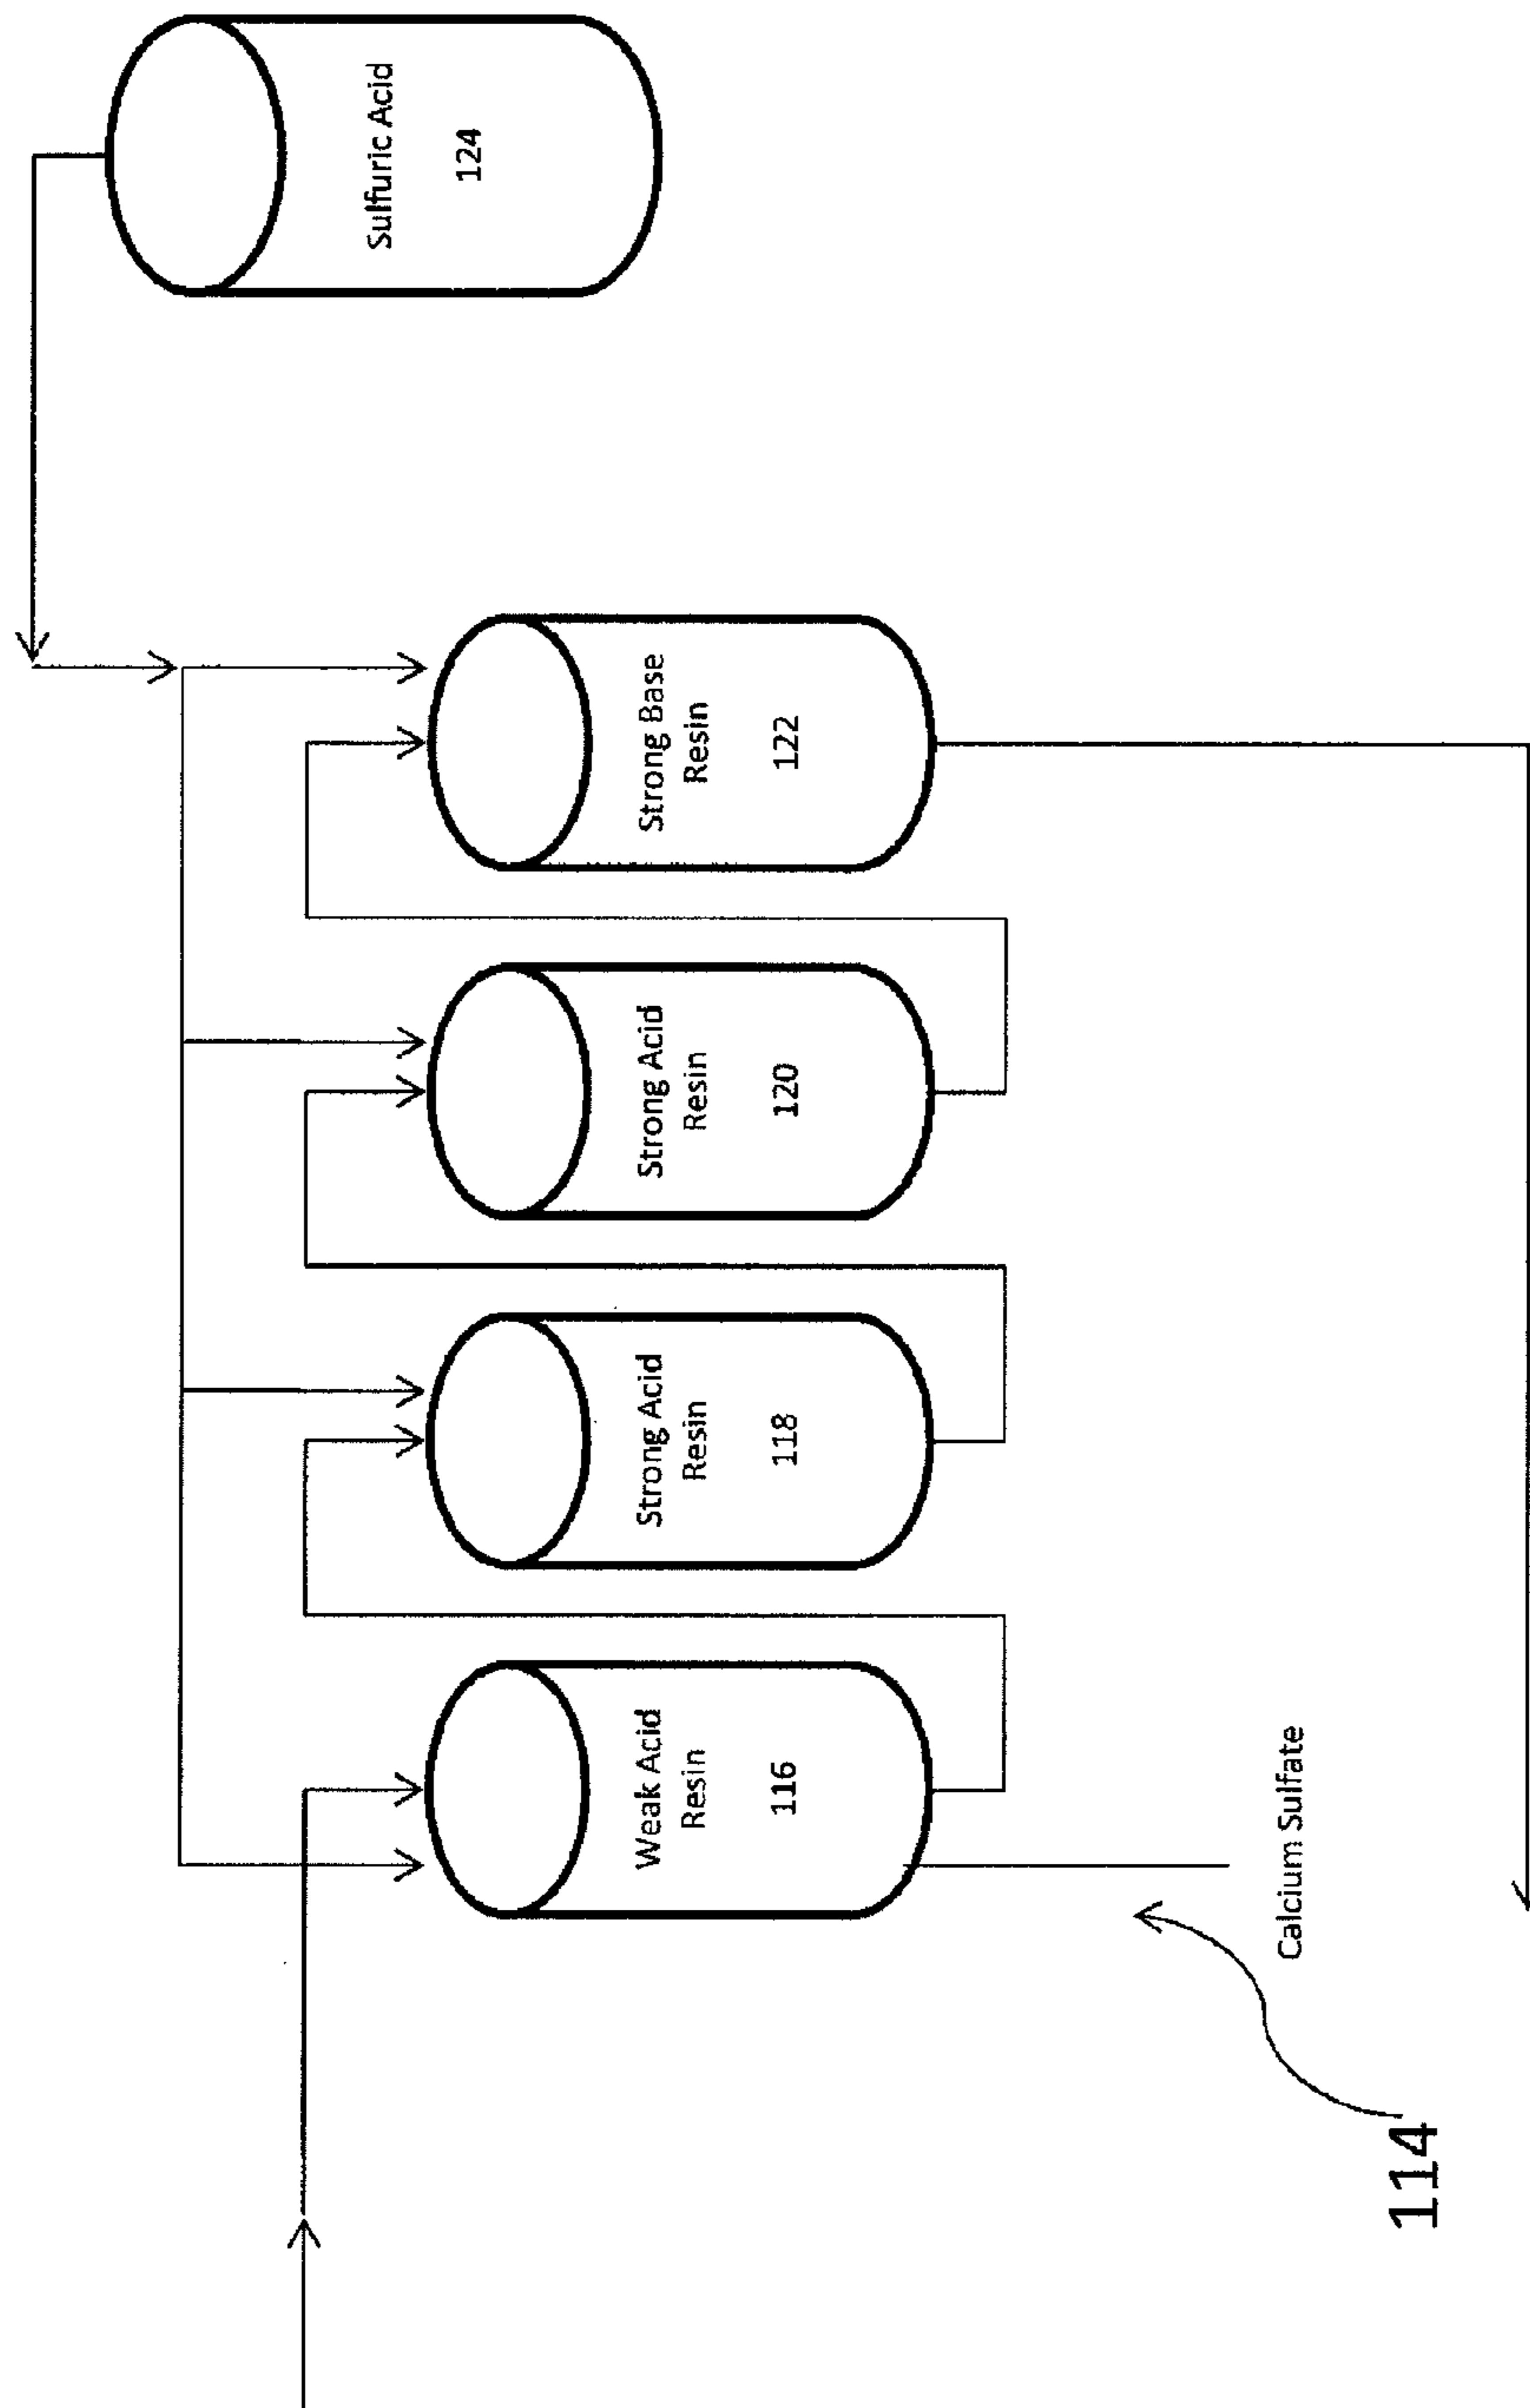 Sulfuric Acid
124
Weak Acid
Resin
116
Strong Acid
Resin
118
Strong Acid
Resin
120
Strong Base
Resin
122
Calcium Sulfate
114